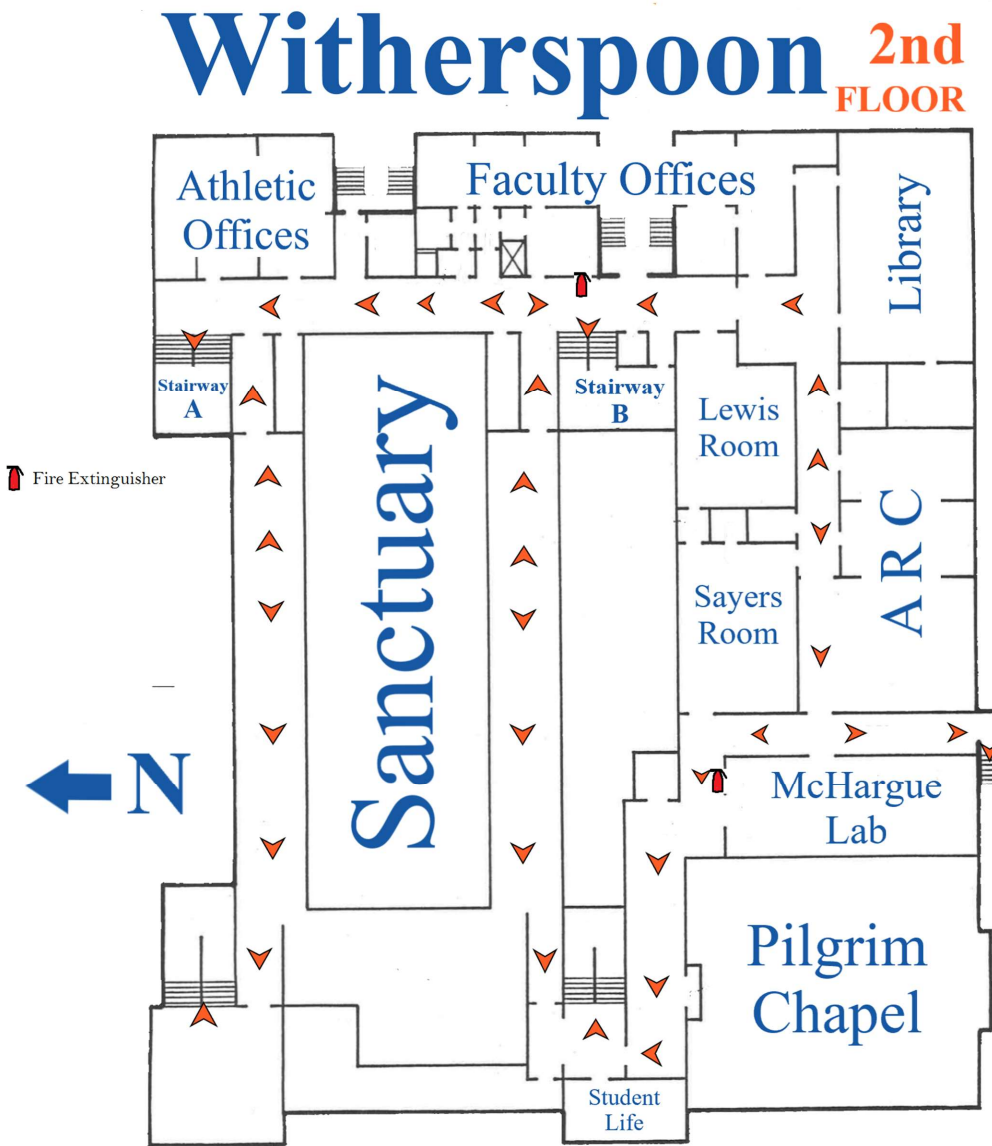 Witherspoon
2nd
FLOOR
Athletic
Offices
Faculty Offices
Library
Stairway
A
Stairway
B
Lewis
Room
Fire Extinguisher
Sanctuary
A R C
Sayers
Room
N
McHargue
Lab
Pilgrim
Chapel
Student
Life